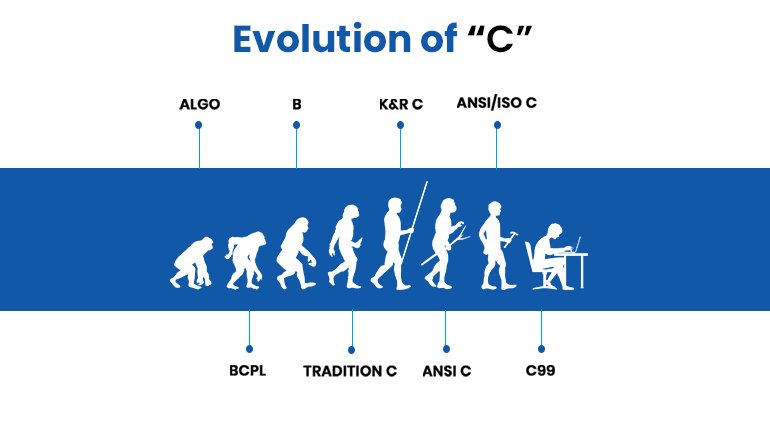 Evolution of “C”
ALGO
B
K&R C
ANSI/ISO C
BCPL
TRADITION C
ANSI C
C99